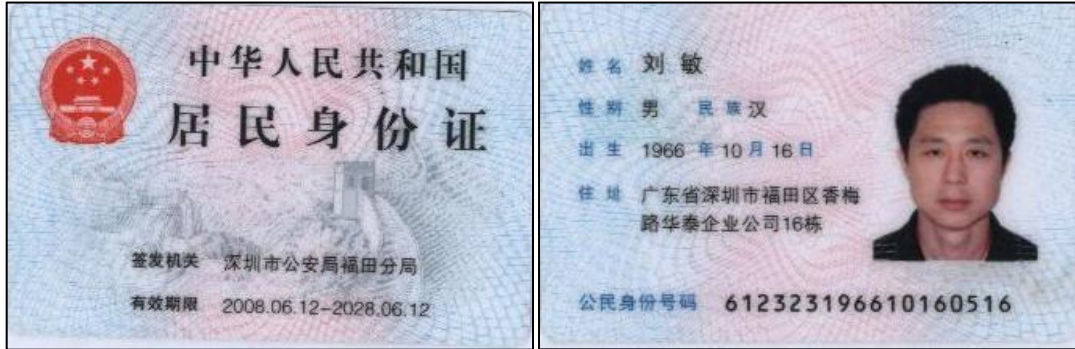 中华人民共和国
居民身份证
签发机关 深圳市公安局福田分局
有效期限 2008.06.12-2028.06.12
姓名 刘敏
性别 男 民族 汉
出生 1966 年 10 月 16 日
住址 广东省深圳市福田区香梅
路华泰企业公司16栋
公民身份号码 612323196610160516